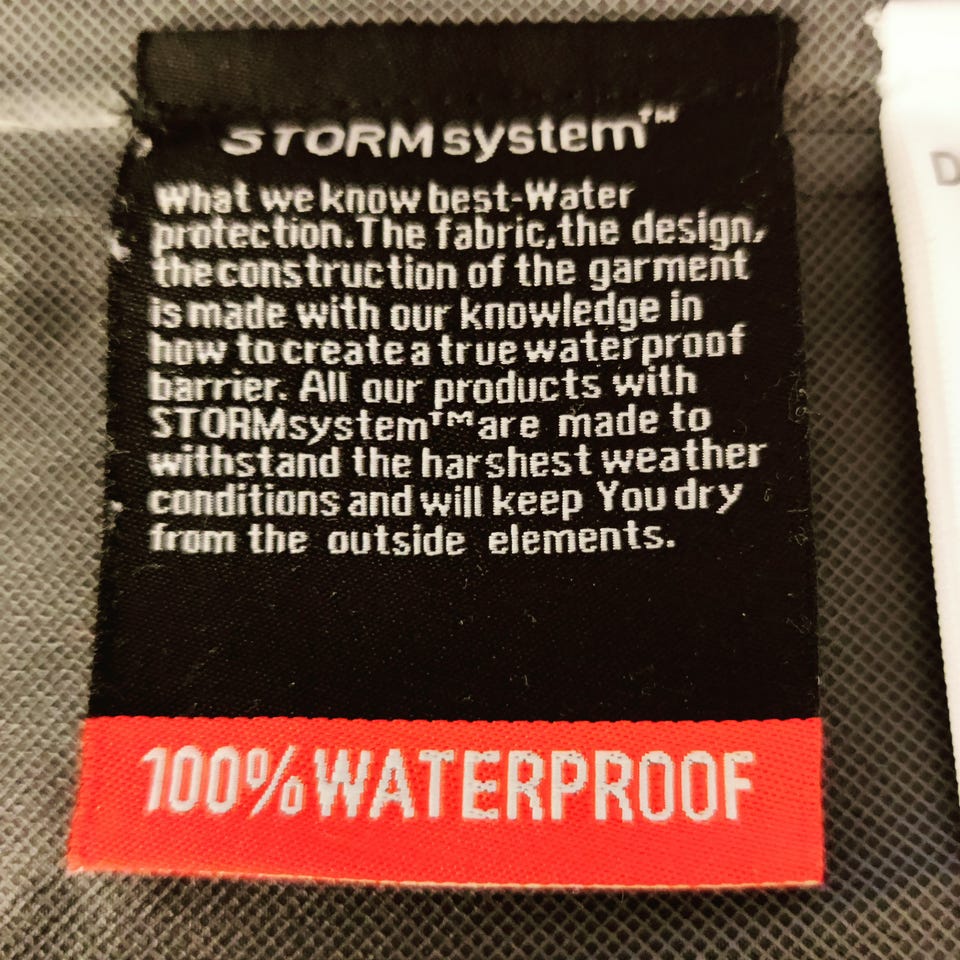 STORMsystem™
What we know best-Water
protection.The fabric,the design,
the construction of the garment
is made with our knowledge in
how to create a true waterproof
barrier. All our products with
STORMsystem™ are made to
withstand the harshest weather
conditions and will keep You dry
from the outside elements.
100% WATERPROOF
D